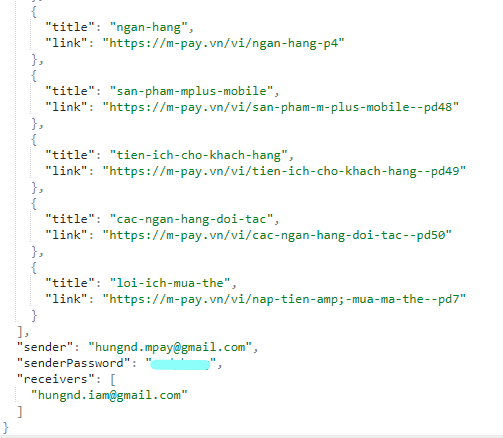 {
"title": "ngan-hang",
"link": "https://m-pay.vn/vi/ngan-hang-p4"
},
{
"title": "san-pham-mplus-mobile",
"link": "https://m-pay.vn/vi/san-pham-m-plus-mobile--pd48"
},
{
"title": "tien-ich-cho-khach-hang",
"link": "https://m-pay.vn/vi/tien-ich-cho-khach-hang--pd49"
},
{
"title": "cac-ngan-hang-doi-tac",
"link": "https://m-pay.vn/vi/cac-ngan-hang-doi-tac--pd50"
},
{
"title": "loi-ich-mua-the",
"link": "https://m-pay.vn/vi/nap-tien-amp;-mua-ma-the--pd7"
}
],
"sender": "hungnd.mpay@gmail.com",
"senderPassword": "",
"receivers": [
"hungnd.iam@gmail.com"
]
}